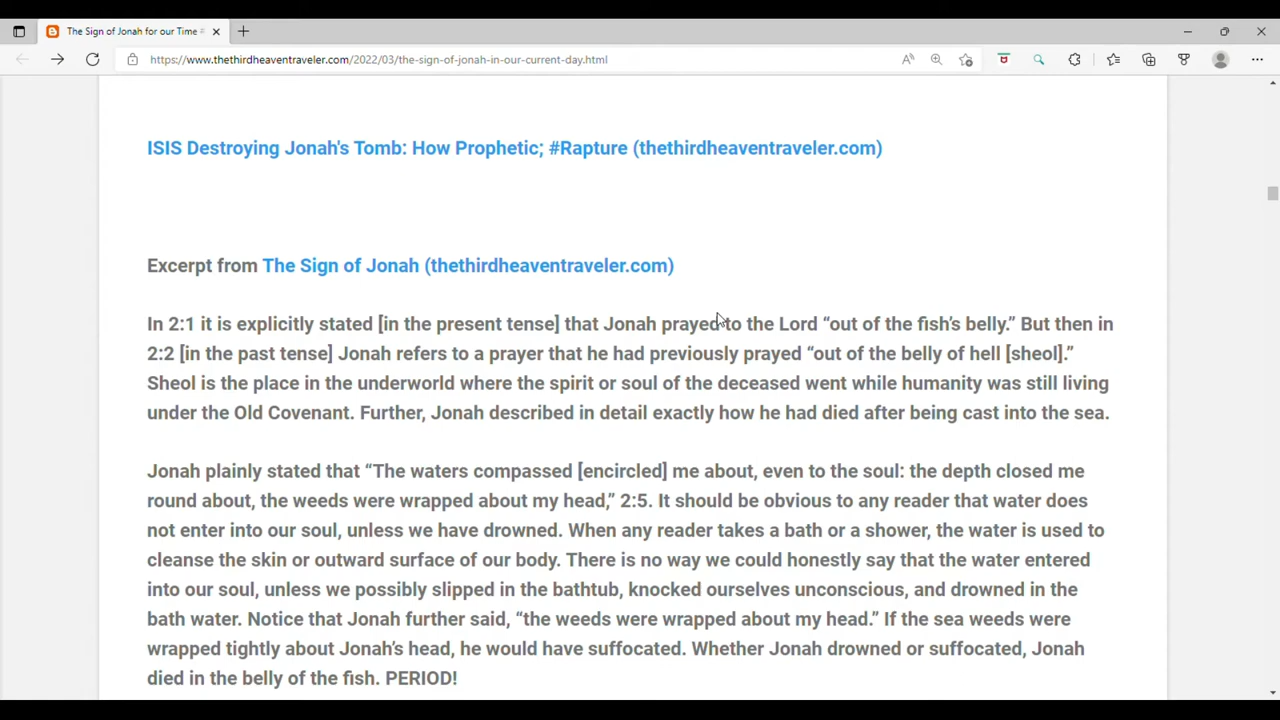 The Sign of Jonah for our Time #
https://www.thethirdheaventraveler.com/2022/03/the-sign-of-jonah-in-our-current-day.html
ISIS Destroying Jonah's Tomb: How Prophetic; #Rapture (thethirdheaventraveler.com)
Excerpt from The Sign of Jonah (thethirdheaventraveler.com)
In 2:1 it is explicitly stated [in the present tense] that Jonah prayed to the Lord “out of the fish’s belly.” But then in
2:2 [in the past tense] Jonah refers to a prayer that he had previously prayed “out of the belly of hell [sheol].”
Sheol is the place in the underworld where the spirit or soul of the deceased went while humanity was still living
under the Old Covenant. Further, Jonah described in detail exactly how he had died after being cast into the sea.
Jonah plainly stated that “The waters compassed [encircled] me about, even to the soul: the depth closed me
round about, the weeds were wrapped about my head,” 2:5. It should be obvious to any reader that water does
not enter into our soul, unless we have drowned. When any reader takes a bath or a shower, the water is used to
cleanse the skin or outward surface of our body. There is no way we could honestly say that the water entered
into our soul, unless we possibly slipped in the bathtub, knocked ourselves unconscious, and drowned in the
bath water. Notice that Jonah further said, “the weeds were wrapped about my head.” If the sea weeds were
wrapped tightly about Jonah’s head, he would have suffocated. Whether Jonah drowned or suffocated, Jonah
died in the belly of the fish. PERIOD!